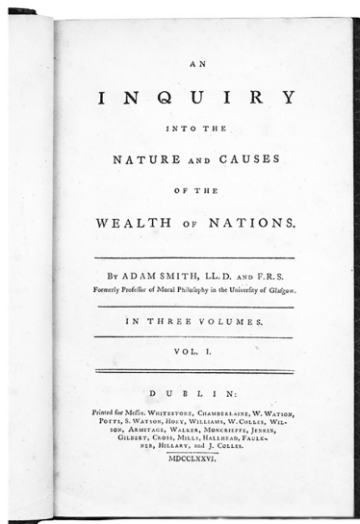 AN
INQUIRY
INTO THE
NATURE AND CAUSES
OF THE
WEALTH OF NATIONS.
By ADAM SMITH, LL.D. AND F.R.S.
Formerly Professor of Moral Philosophy in the University of Glasgow.
IN THREE VOLUMES.
VOL. I.
DUBLIN:
Printed for Messrs. WHITESTONE, CHAMBERLAINE, W. WATSON,
POTTS, S. WATSON, HOEY, WILLIAMS, W. COLLES, WIL-
SON, ARMITAGE, WALKER, MONCRIEFFE, JENKIN,
GILBERT, CROSS, MILLS, HALLHEAD, FAULK-
NER, HILLARY, and J. COLLES.
MDCCLXXVI.